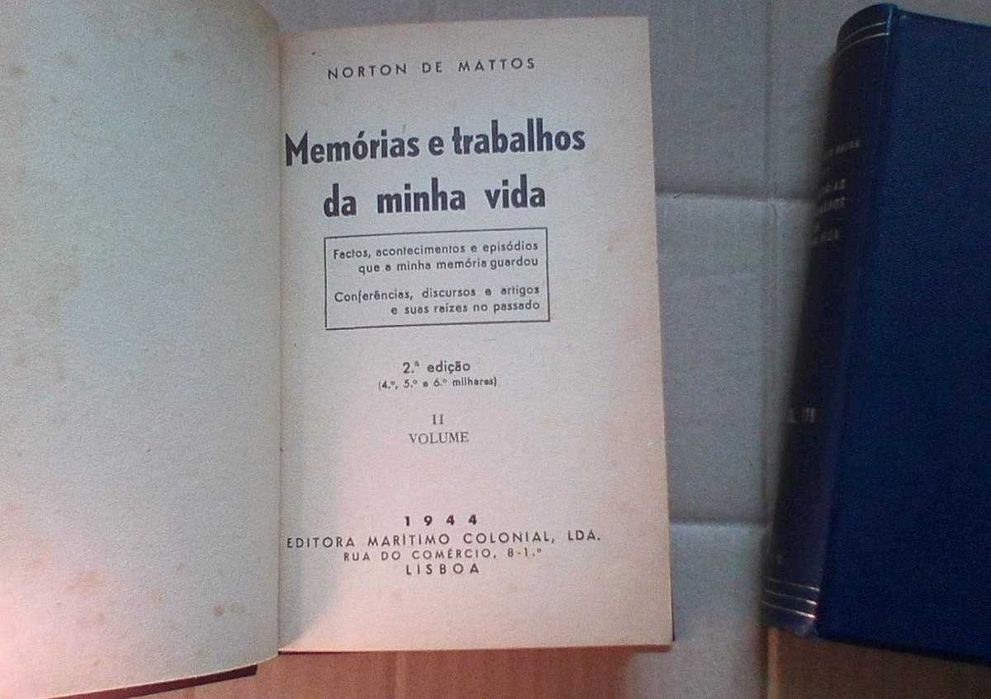 NORTON DE MATTOS
Memórias e trabalhos
da minha vida
Factos, acontecimentos e episódios
que a minha memória guardou
Conferências, discursos e artigos
e suas raízes no passado
2.ª edição
(4.º, 5.º e 6.º milhares)
II
VOLUME
1944
EDITORA MARÍTIMO COLONIAL, LDA.
RUA DO COMÉRCIO, 8-1.º
LISBOA